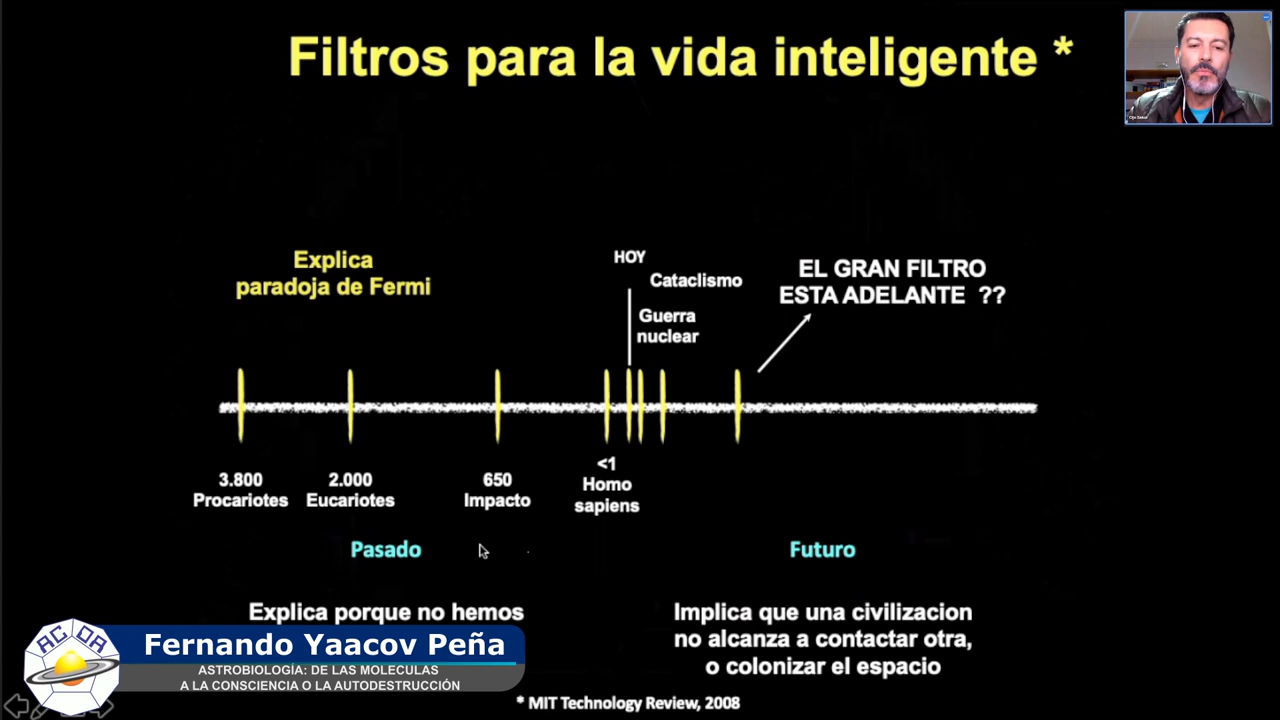 Filtros para la vida inteligente *
Explica
paradoja de Fermi
HOY
Cataclismo
Guerra
nuclear
EL GRAN FILTRO
ESTA ADELANTE ??
3.800
Procariotes
2.000
Eucariotes
650
Impacto
<1
Homo
sapiens
Pasado
Futuro
Explica porque no hemos
Implica que una civilizacion
no alcanza a contactar otra,
o colonizar el espacio
ACDA
Fernando Yaacov Peña
ASTROBIOLOGÍA: DE LAS MOLECULAS
A LA CONSCIENCIA O LA AUTODESTRUCCIÓN
* MIT Technology Review, 2008